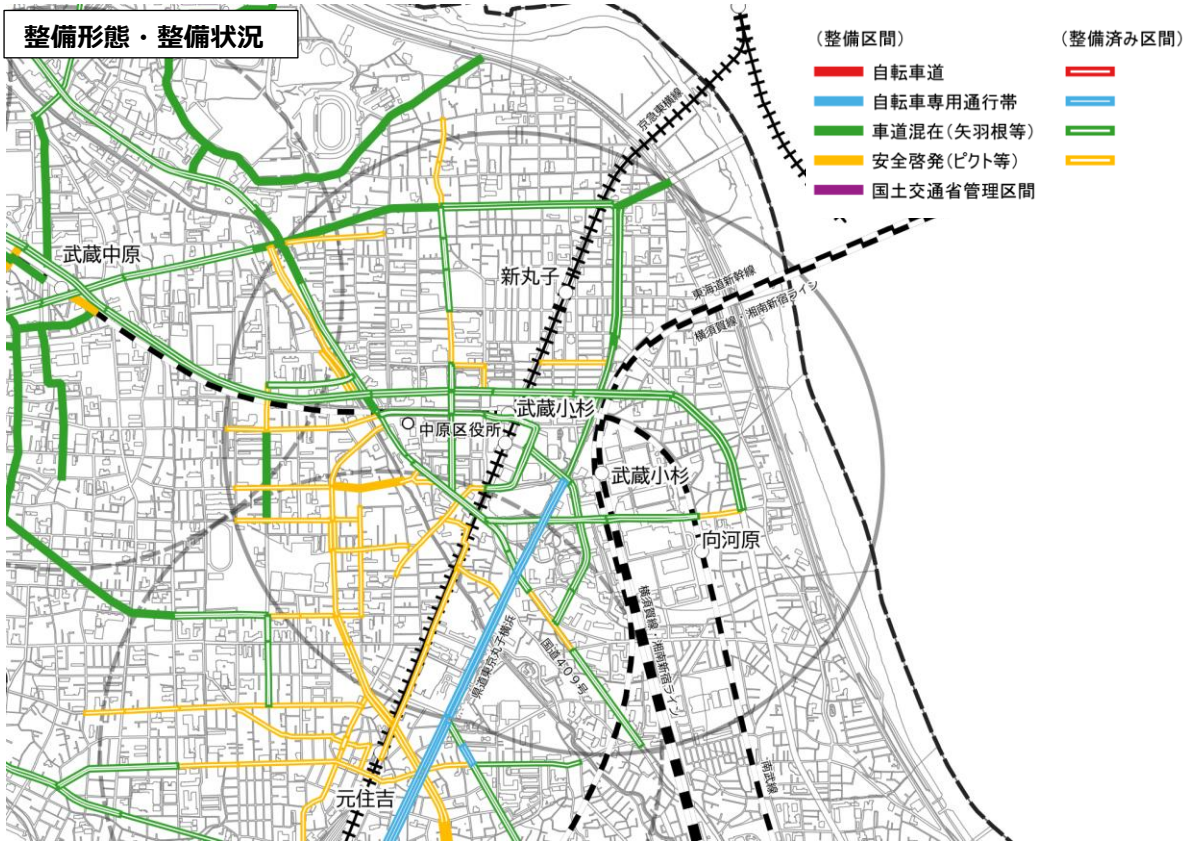 整備形態・整備状況
(整備区間)
(整備済み区間)
自転車道
自転車専用通行帯
車道混在(矢羽根等)
安全啓発(ピクト等)
国土交通省管理区間
京急東横線
武蔵中原
新丸子
東海道新幹線
横須賀線・湘南新宿ライン
武蔵小杉
中原区役所
武蔵小杉
向河原
横須賀線・湘南新宿ライン
県道東京丸子横浜
国道409号
南武線
元住吉